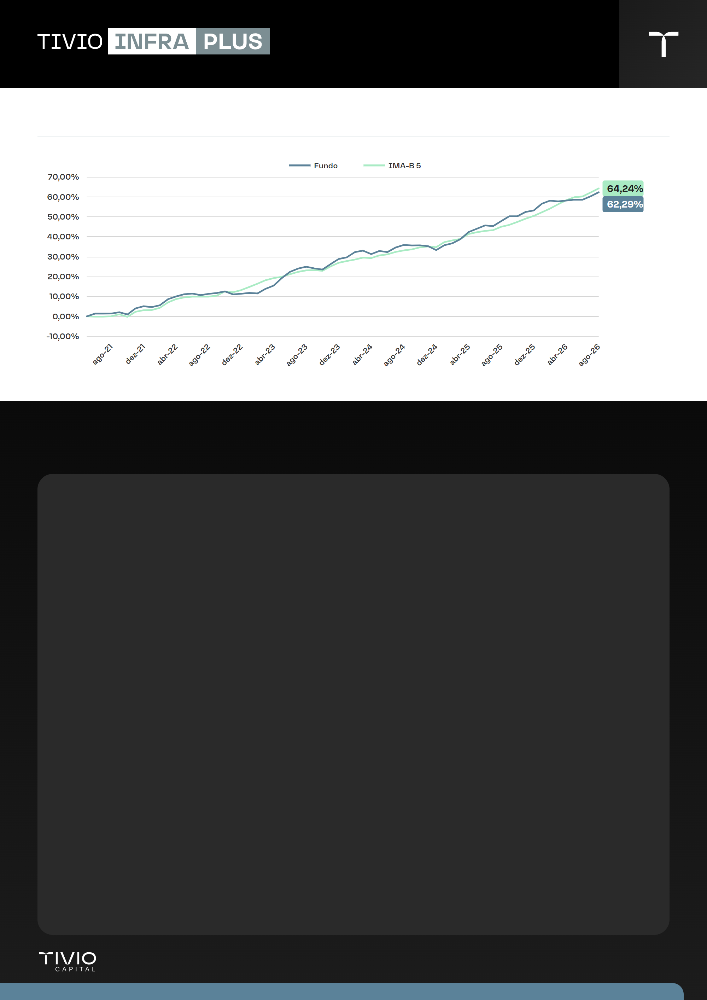 TIVIO INFRA PLUS
Fundo IMA-B 5
70,00%
60,00%
50,00%
40,00%
30,00%
20,00%
10,00%
0,00%
-10,00%
64,24%
62,29%
ago-21 dez-21 abr-22 ago-22 dez-22 abr-23 ago-23 dez-23 abr-24 ago-24 dez-24 abr-25 ago-25 dez-25 abr-26 ago-26
TIVIO
CAPITAL